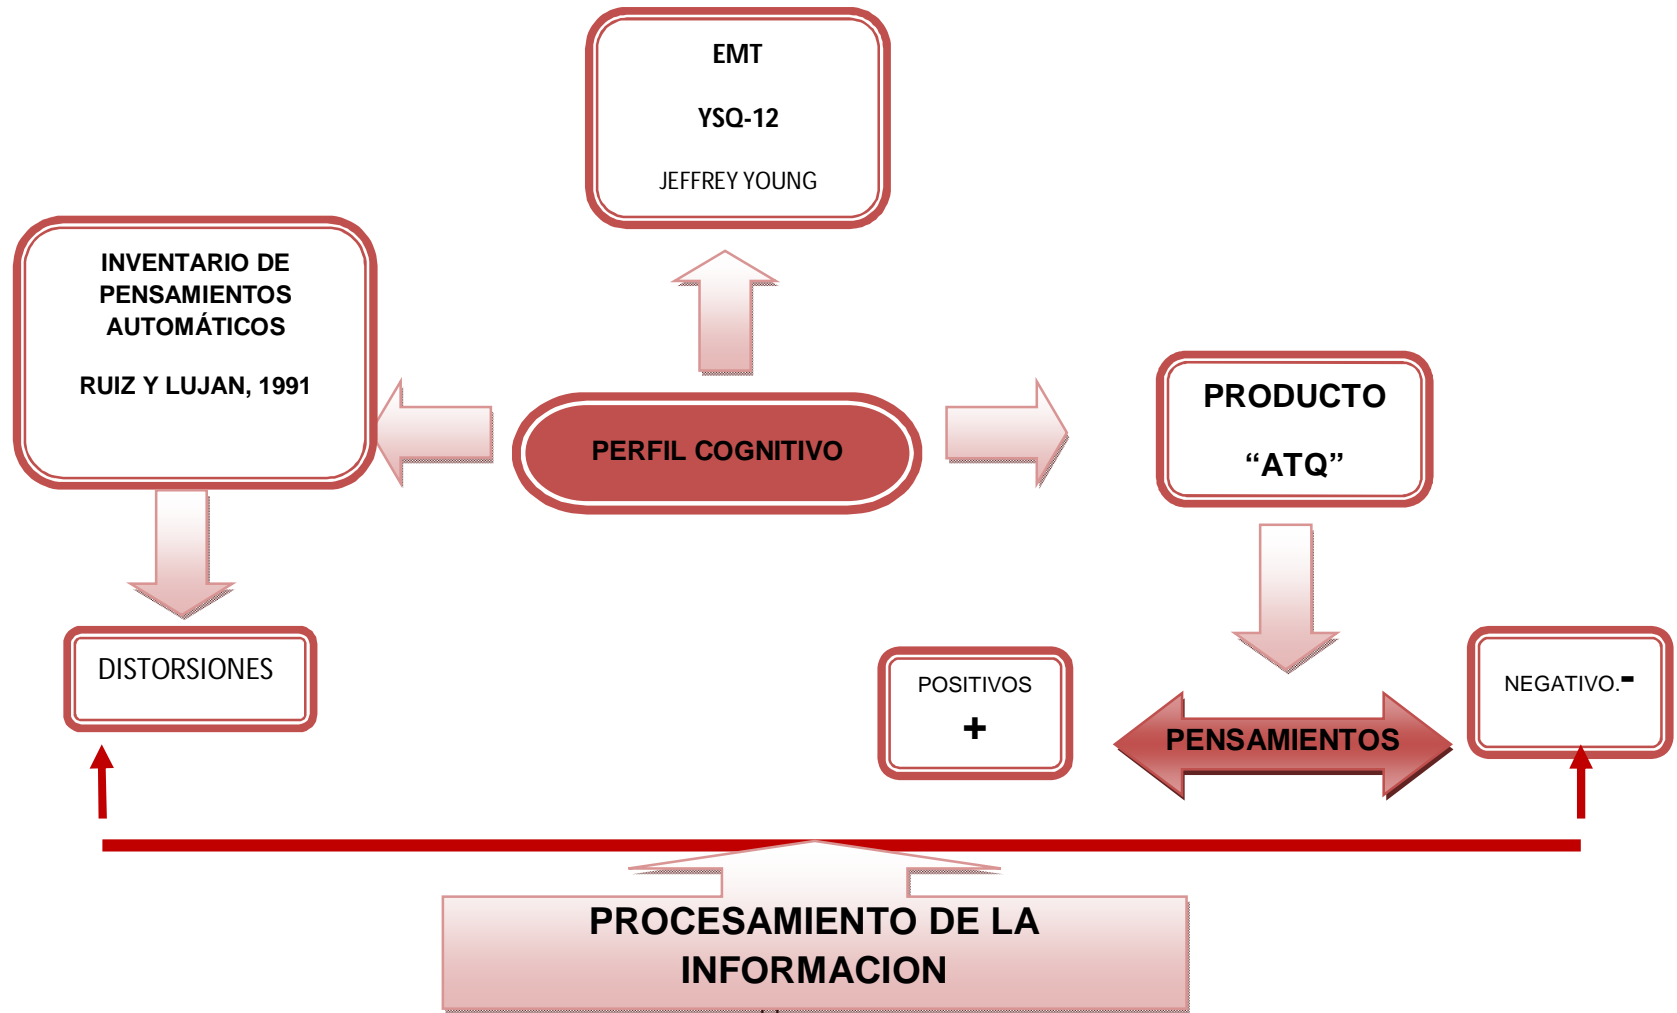 EMT
YSQ-12
JEFFREY YOUNG
INVENTARIO DE
PENSAMIENTOS
AUTOMÁTICOS
RUIZ Y LUJAN, 1991
PERFIL COGNITIVO
PRODUCTO
“ATQ”
DISTORSIONES
POSITIVOS
+
PENSAMIENTOS
NEGATIVO.-
PROCESAMIENTO DE LA
INFORMACION